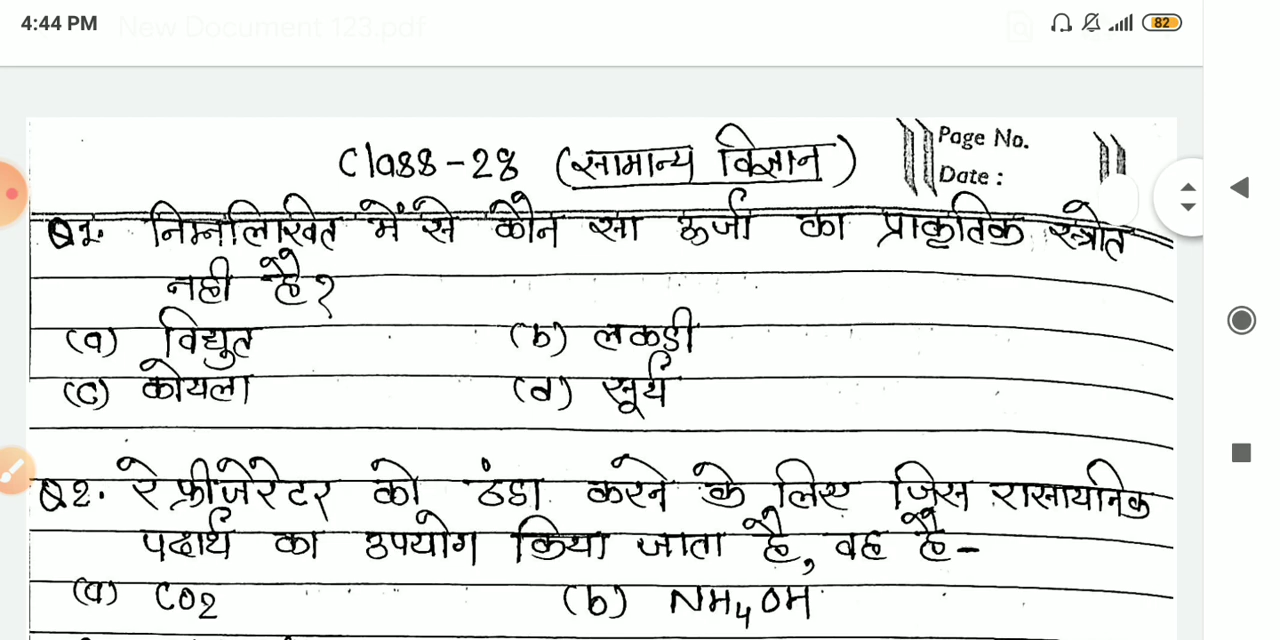 4:44 PM New Document 123.pdf 82
Page No.
Class-28 (सामान्य विज्ञान)
Date :
Q1. निम्नलिखित में से कौन सा ऊर्जा का प्राकृतिक स्त्रोत
नही है?
(a) विद्युत (b) लकडी
(c) कोयला (d) सूर्य
Q2. रेफ्रीजेरेटर को ठंडा करने के लिए जिस रासायनिक
पदार्थ का उपयोग किया जाता है, वह है-
(a) CO2 (b) NH4OH